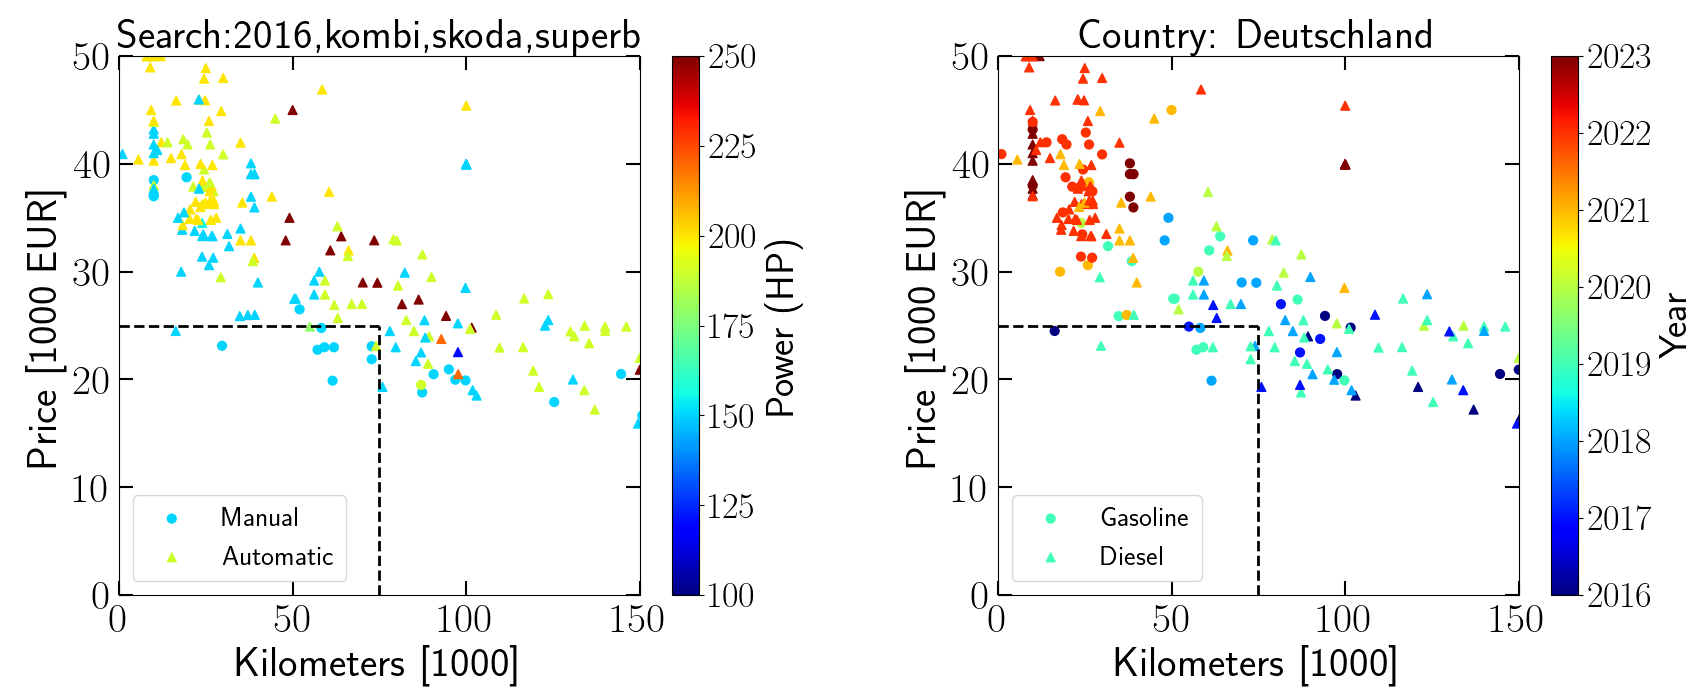 Search:2016,kombi,skoda,superb
50
40
30
20
10
0
0 50 100 150
Price [1000 EUR]
Kilometers [1000]
Manual
Automatic
250
225
200
175
150
125
100
Power (HP)
Country: Deutschland
50
40
30
20
10
0
0 50 100 150
Price [1000 EUR]
Kilometers [1000]
Gasoline
Diesel
2023
2022
2021
2020
2019
2018
2017
2016
Year